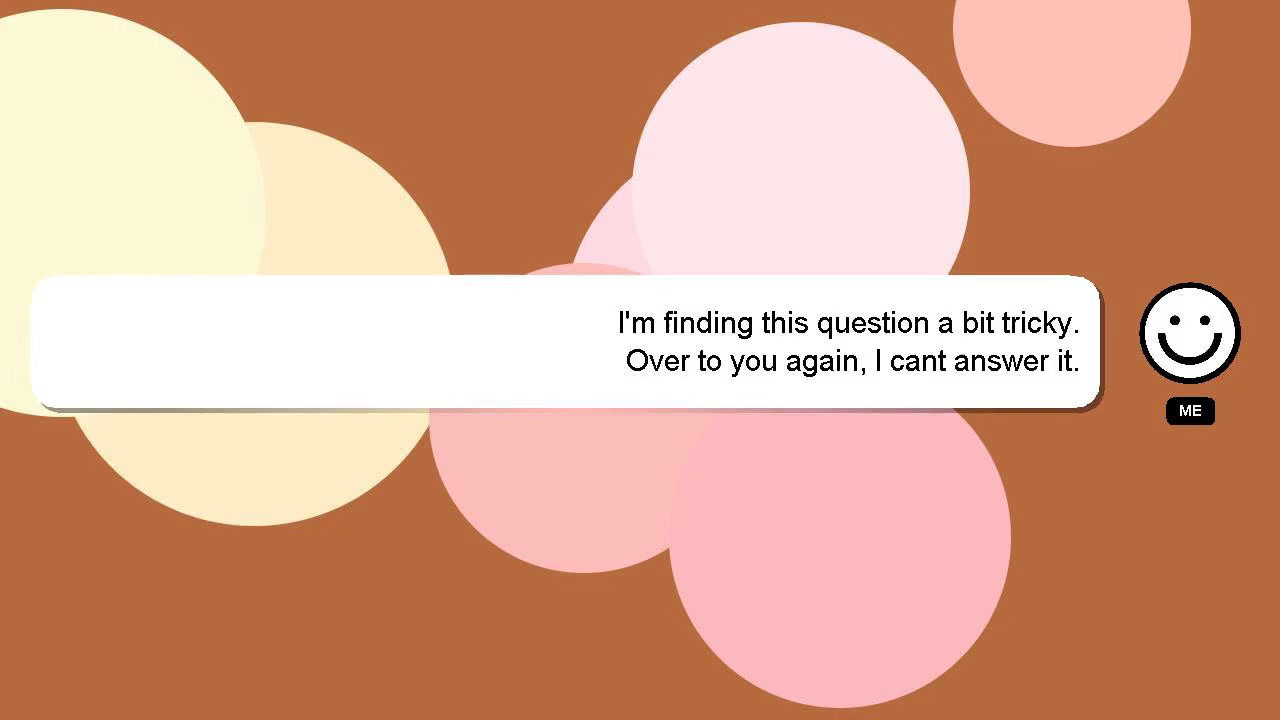 I'm finding this question a bit tricky.
Over to you again, I cant answer it.
ME